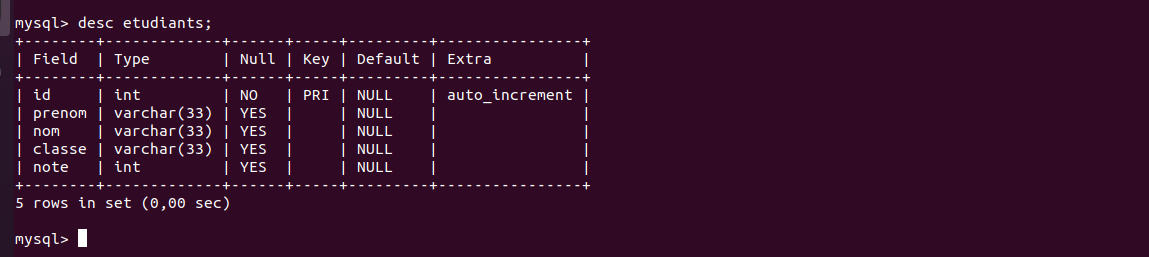 mysql> desc etudiants;
+--------+-------------+------+-----+---------+----------------+
| Field  | Type        | Null | Key | Default | Extra          |
+--------+-------------+------+-----+---------+----------------+
| id     | int         | NO   | PRI | NULL    | auto_increment |
| prenom | varchar(33) | YES  |     | NULL    |                |
| nom    | varchar(33) | YES  |     | NULL    |                |
| classe | varchar(33) | YES  |     | NULL    |                |
| note   | int         | YES  |     | NULL    |                |
+--------+-------------+------+-----+---------+----------------+
5 rows in set (0,00 sec)
mysql>